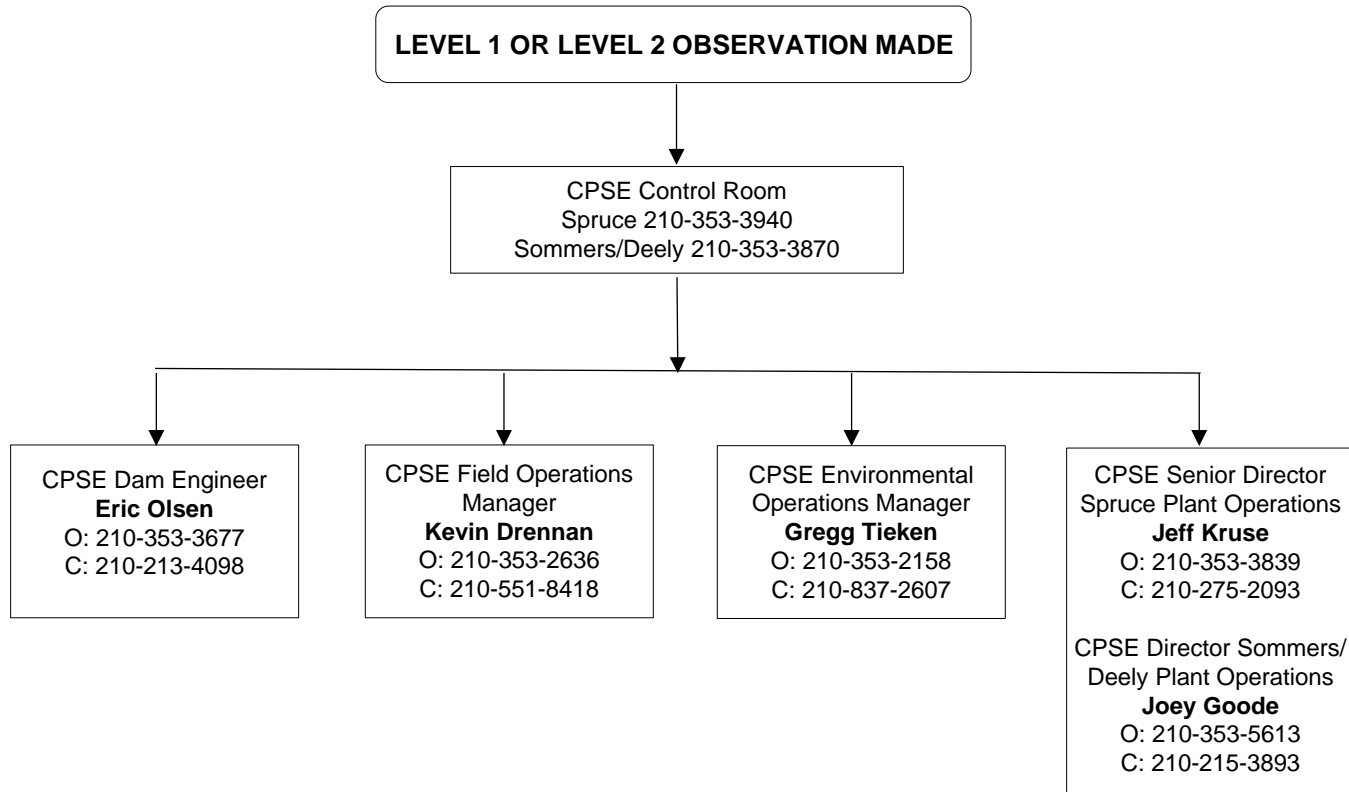 LEVEL 1 OR LEVEL 2 OBSERVATION MADE
CPSE Control Room
Spruce 210-353-3940
Sommers/Deely 210-353-3870
CPSE Dam Engineer
Eric Olsen
O: 210-353-3677
C: 210-213-4098
CPSE Field Operations
Manager
Kevin Drennan
O: 210-353-2636
C: 210-551-8418
CPSE Environmental
Operations Manager
Gregg Tieken
O: 210-353-2158
C: 210-837-2607
CPSE Senior Director
Spruce Plant Operations
Jeff Kruse
O: 210-353-3839
C: 210-275-2093
CPSE Director Sommers/
Deely Plant Operations
Joey Goode
O: 210-353-5613
C: 210-215-3893